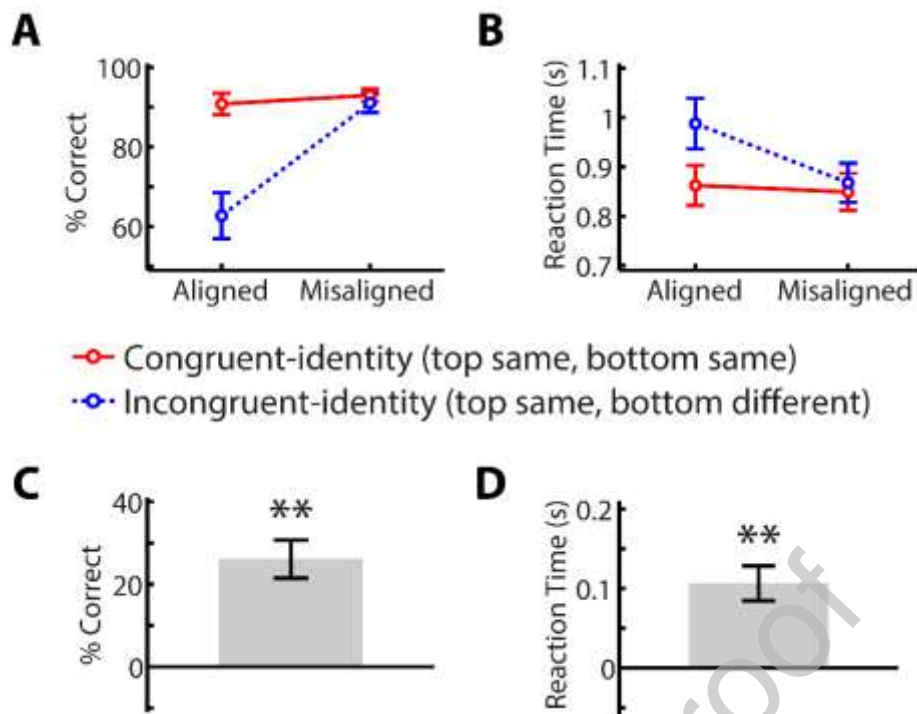 A
B
100
80
60
% Correct
Aligned
Misaligned
1.1
1
0.9
0.8
0.7
Reaction Time (s)
Aligned
Misaligned
Congruent-identity (top same, bottom same)
Incongruent-identity (top same, bottom different)
C
D
40
20
0
% Correct
**
0.2
0.1
0
Reaction Time (s)
**
roof